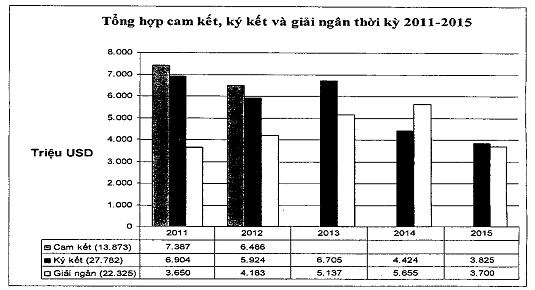 Tổng hợp cam kết, ký kết và giải ngân thời kỳ 2011-2015
8.000
7.000
6.000
5.000
4.000
3.000
2.000
1.000
0
Triệu USD
2011 2012 2013 2014 2015
Cam kết (13.873) 7.387 6.486
Ký kết (27.782) 6.904 5.924 6.705 4.424 3.825
Giải ngân (22.325) 3.650 4.183 5.137 5.655 3.700